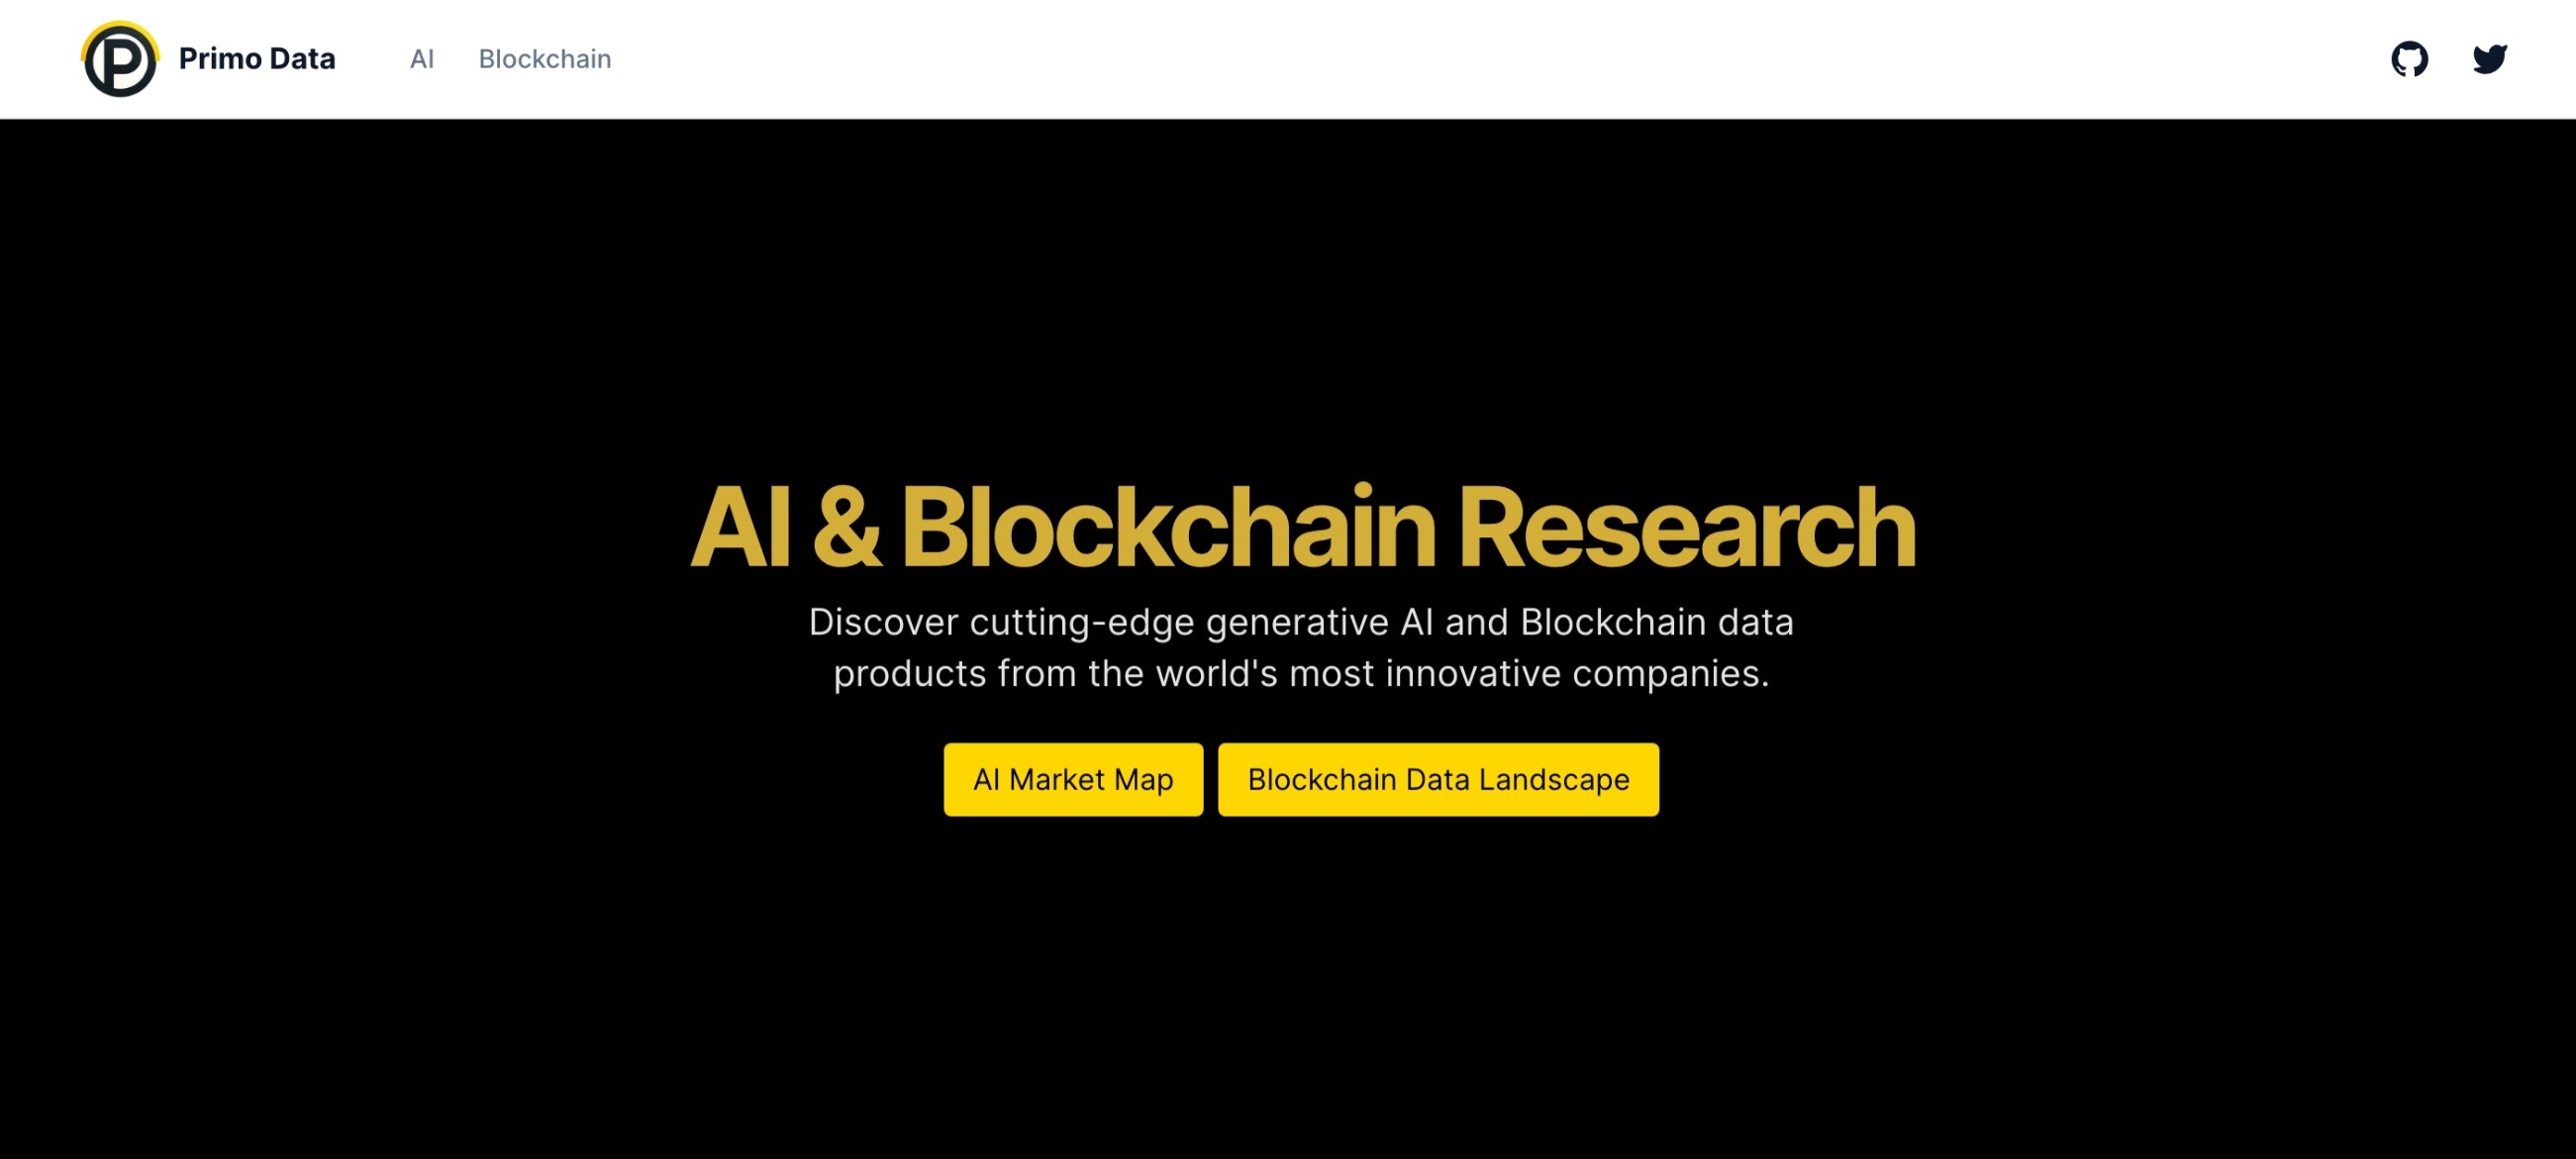 Primo Data
AI
Blockchain
AI & Blockchain Research
Discover cutting-edge generative AI and Blockchain data
products from the world's most innovative companies.
AI Market Map
Blockchain Data Landscape